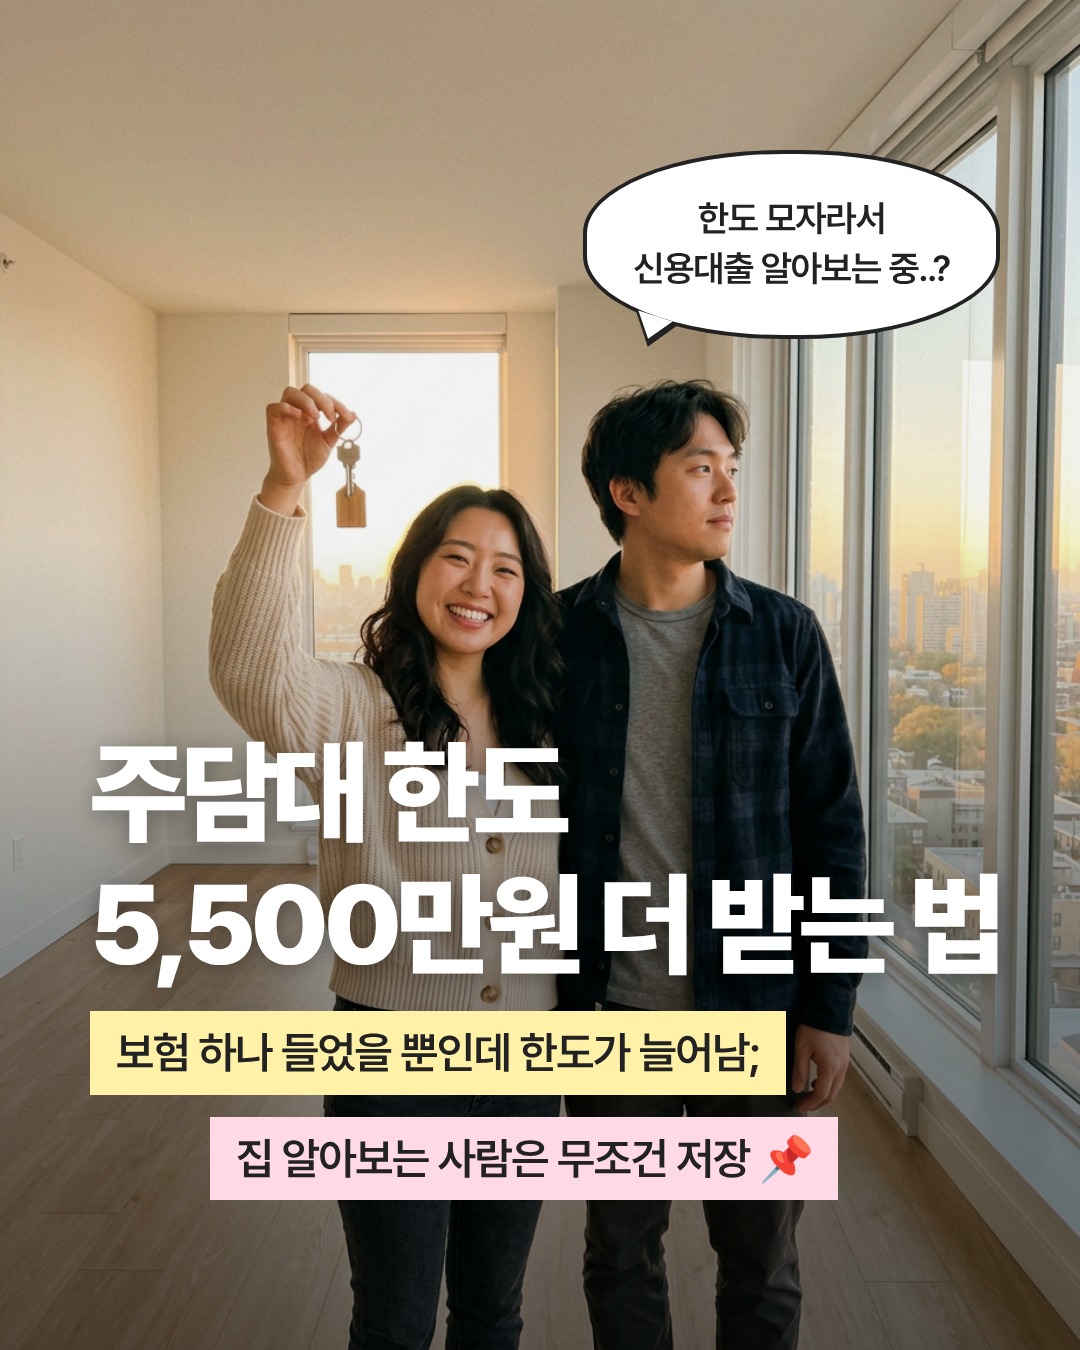 한도 모자라서
신용대출 알아보는 중..?
주담대 한도
5,500만원 더 받는 법
보험 하나 들었을 뿐인데 한도가 늘어남;
집 알아보는 사람은 무조건 저장 📌